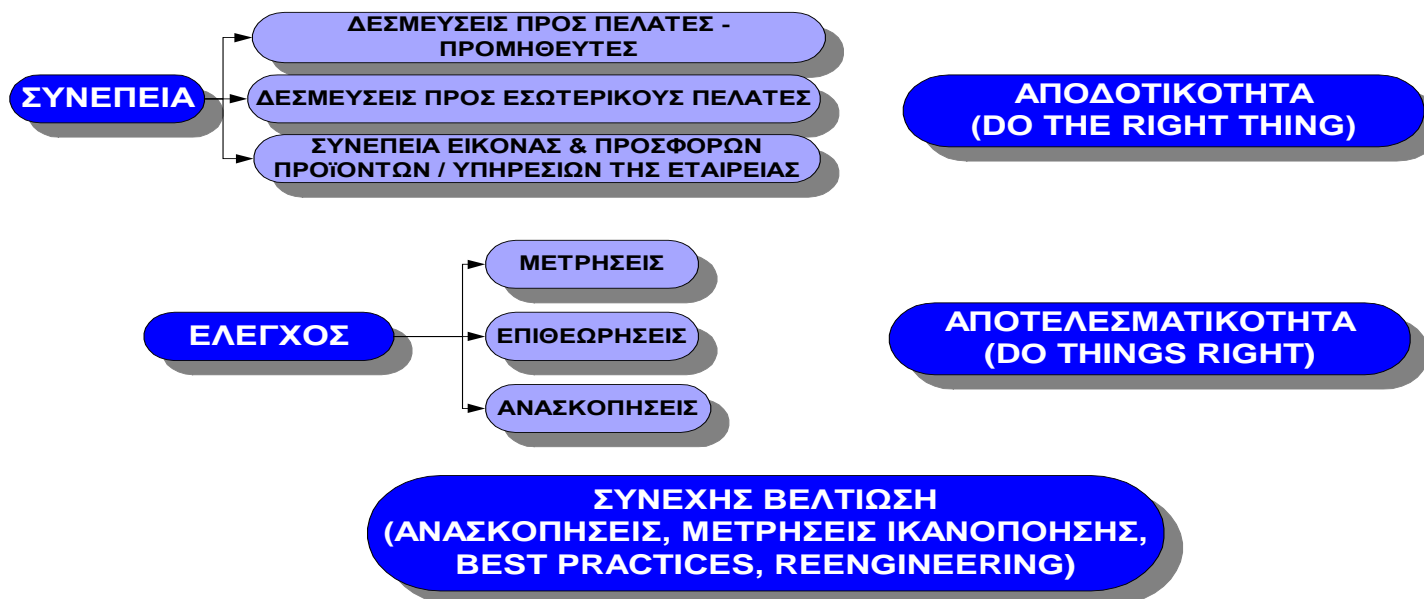 ΣΥΝΕΠΕΙΑ
ΔΕΣΜΕΥΣΕΙΣ ΠΡΟΣ ΠΕΛΑΤΕΣ -
ΠΡΟΜΗΘΕΥΤΕΣ
ΔΕΣΜΕΥΣΕΙΣ ΠΡΟΣ ΕΣΩΤΕΡΙΚΟΥΣ ΠΕΛΑΤΕΣ
ΣΥΝΕΠΕΙΑ ΕΙΚΟΝΑΣ & ΠΡΟΣΦΟΡΩΝ
ΠΡΟϊΟΝΤΩΝ / ΥΠΗΡΕΣΙΩΝ ΤΗΣ ΕΤΑΙΡΕΙΑΣ
ΑΠΟΔΟΤΙΚΟΤΗΤΑ
(DO THE RIGHT THING)
ΕΛΕΓΧΟΣ
ΜΕΤΡΗΣΕΙΣ
ΕΠΙΘΕΩΡΗΣΕΙΣ
ΑΝΑΣΚΟΠΗΣΕΙΣ
ΑΠΟΤΕΛΕΣΜΑΤΙΚΟΤΗΤΑ
(DO THINGS RIGHT)
ΣΥΝΕΧΗΣ ΒΕΛΤΙΩΣΗ
(ΑΝΑΣΚΟΠΗΣΕΙΣ, ΜΕΤΡΗΣΕΙΣ ΙΚΑΝΟΠΟΗΣΗΣ,
BEST PRACTICES, REENGINEERING)